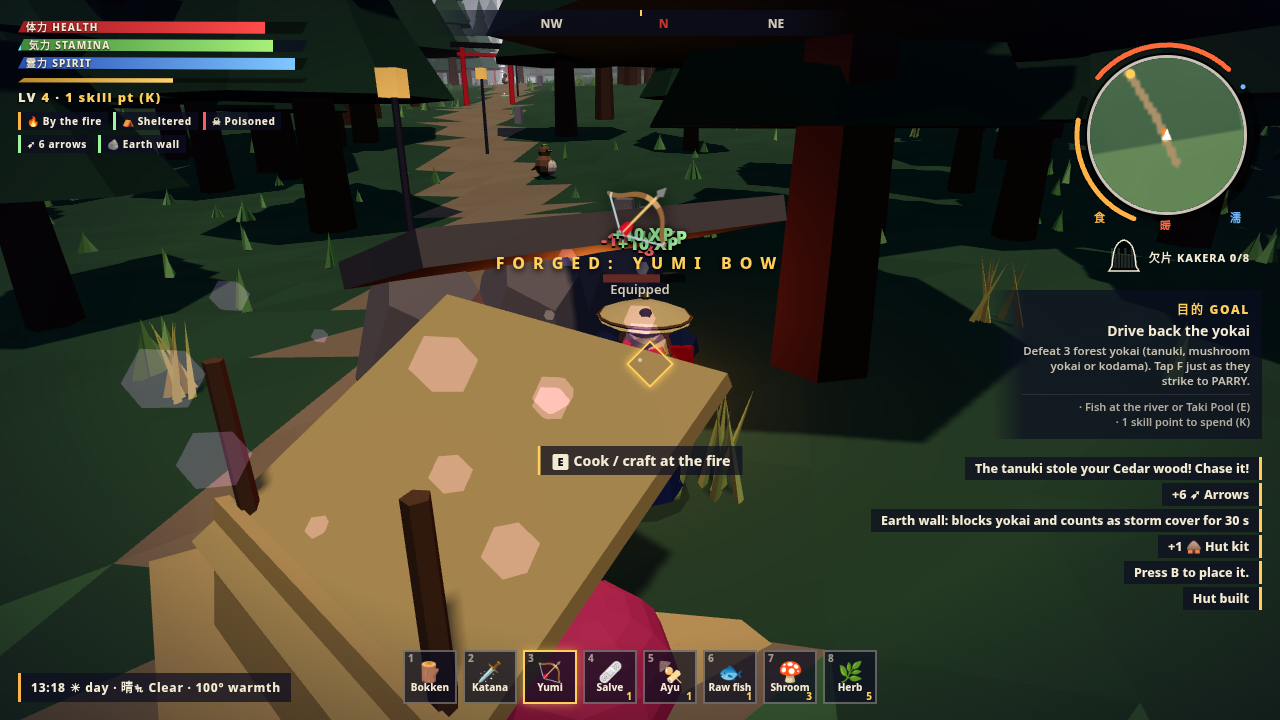 体力 HEALTH
気力 STAMINA
霊力 SPIRIT
LV 4 · 1 skill pt (K)
By the fire
Sheltered
Poisoned
6 arrows
Earth wall
NW N NE
食
暖
濡
欠片 KAKERA 0/8
目的 GOAL
Drive back the yokai
Defeat 3 forest yokai (tanuki, mushroom
yokai or kodama). Tap F just as they
strike to PARRY.
· Fish at the river or Taki Pool (E)
· 1 skill point to spend (K)
FORGED: YUMI BOW
Equipped
E Cook / craft at the fire
The tanuki stole your Cedar wood! Chase it!
+6 ➶ Arrows
Earth wall: blocks yokai and counts as storm cover for 30 s
+1 Hut kit
Press B to place it.
Hut built
13:18 ☀ day · 晴 Clear · 100° warmth
1 Bokken
2 Katana
3 Yumi
4 Salve 1
5 Ayu 1
6 Raw fish 1
7 Shroom 3
8 Herb 5